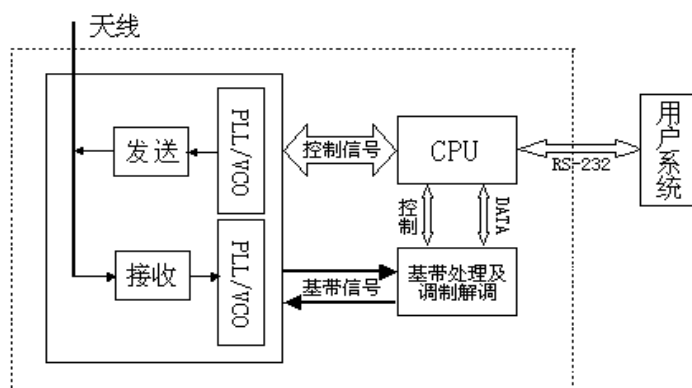 天线
发送
PLL/VCO
控制信号
CPU
RS-232
用户系统
控制
DATA
接收
PLL/VCO
基带信号
基带处理及
调制解调